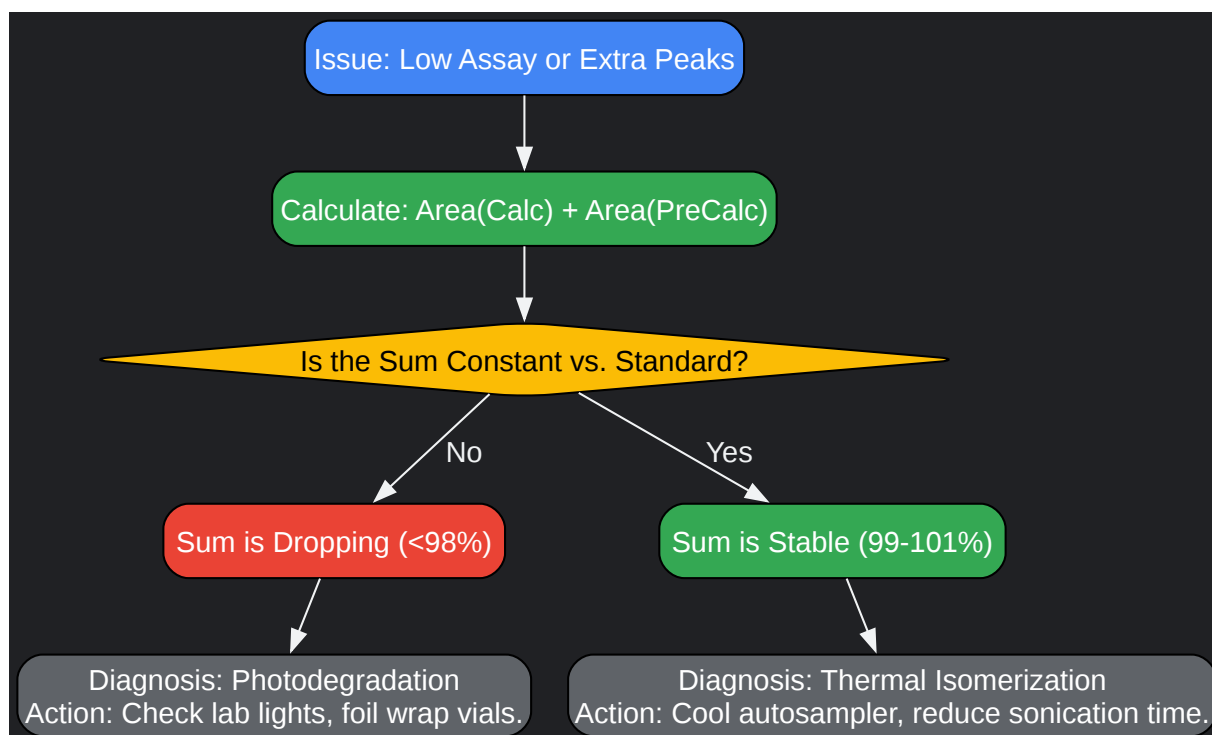 Issue: Low Assay or Extra Peaks
Calculate: Area(Calc) + Area(PreCalc)
Is the Sum Constant vs. Standard?
No
Yes
Sum is Dropping (<98%)
Sum is Stable (99-101%)
Diagnosis: Photodegradation
Action: Check lab lights, foil wrap vials.
Diagnosis: Thermal Isomerization
Action: Cool autosampler, reduce sonication time.